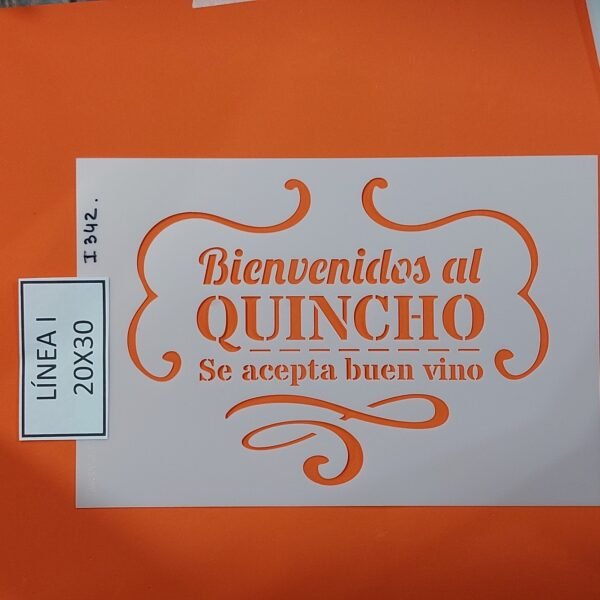 I342.
LÍNEA I
20X30
Bienvenidos al
QUINCHO
Se acepta buen vino